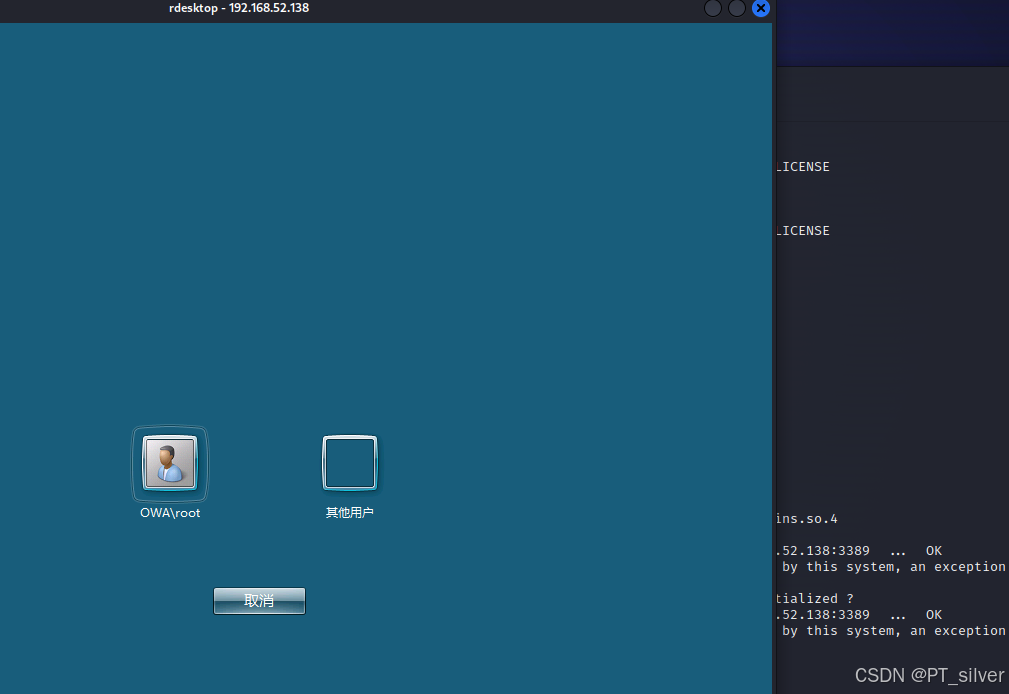 rdesktop - 192.168.52.138
LICENSE
LICENSE
OWA\root
其他用户
取消
ins.so.4
.52.138:3389 ... OK
by this system, an exception
tialized ?
.52.138:3389 ... OK
by this system, an exception
CSDN @PT_silver